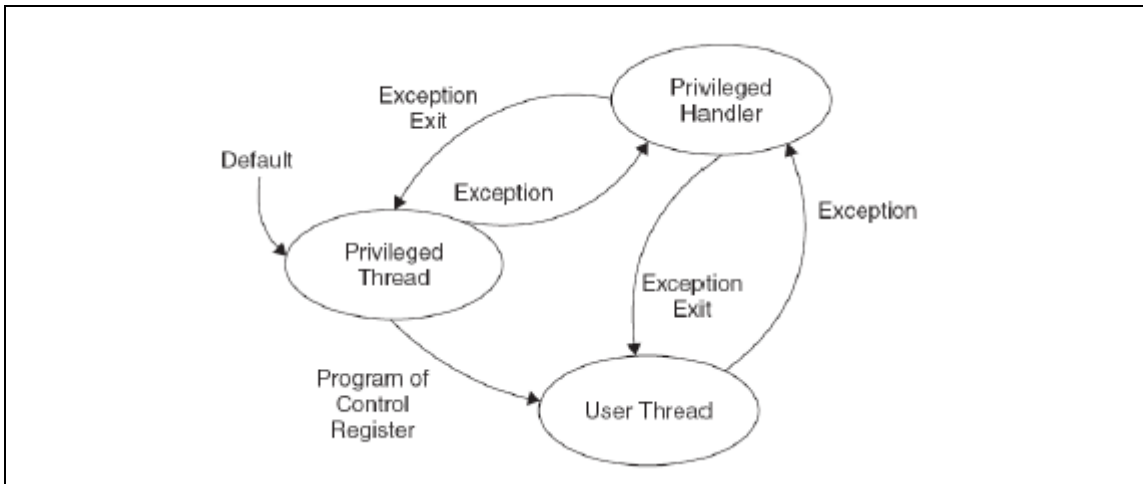 Privileged
Handler
Exception
Exit
Default
Exception
Exception
Privileged
Thread
Exception
Exit
Program of
Control
Register
User Thread